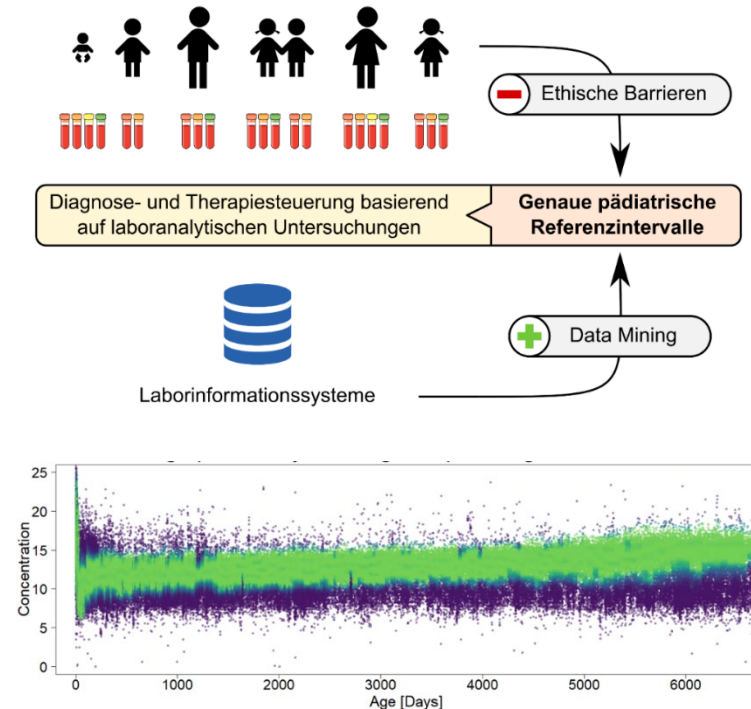 Ethische Barrieren
Diagnose- und Therapiesteuerung basierend
auf laboranalytischen Untersuchungen
Genaue pädiatrische
Referenzintervalle
Data Mining
Laborinformationssysteme
25
20
15
10
5
0
Concentration
0 1000 2000 3000 4000 5000 6000
Age [Days]